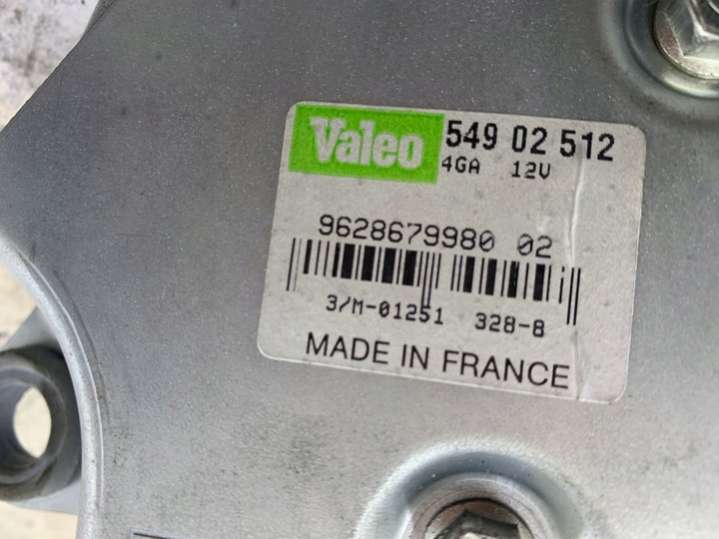 Valeo 549 02 512
4GA 12V
9628679980 02
3/M-01251 328-8
MADE IN FRANCE